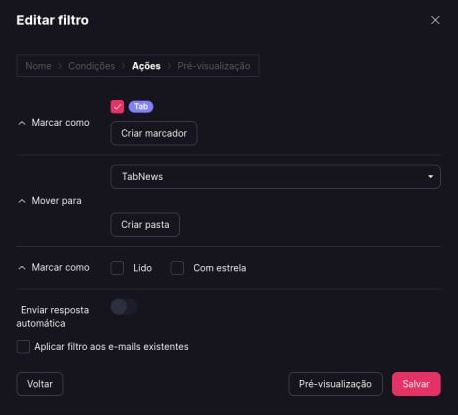 Editar filtro
Nome > Condições > Ações > Pré-visualização
Marcar como
Tab
Criar marcador
Mover para
TabNews
Criar pasta
Marcar como
Lido
Com estrela
Enviar resposta
automática
Aplicar filtro aos e-mails existentes
Voltar
Pré-visualização
Salvar